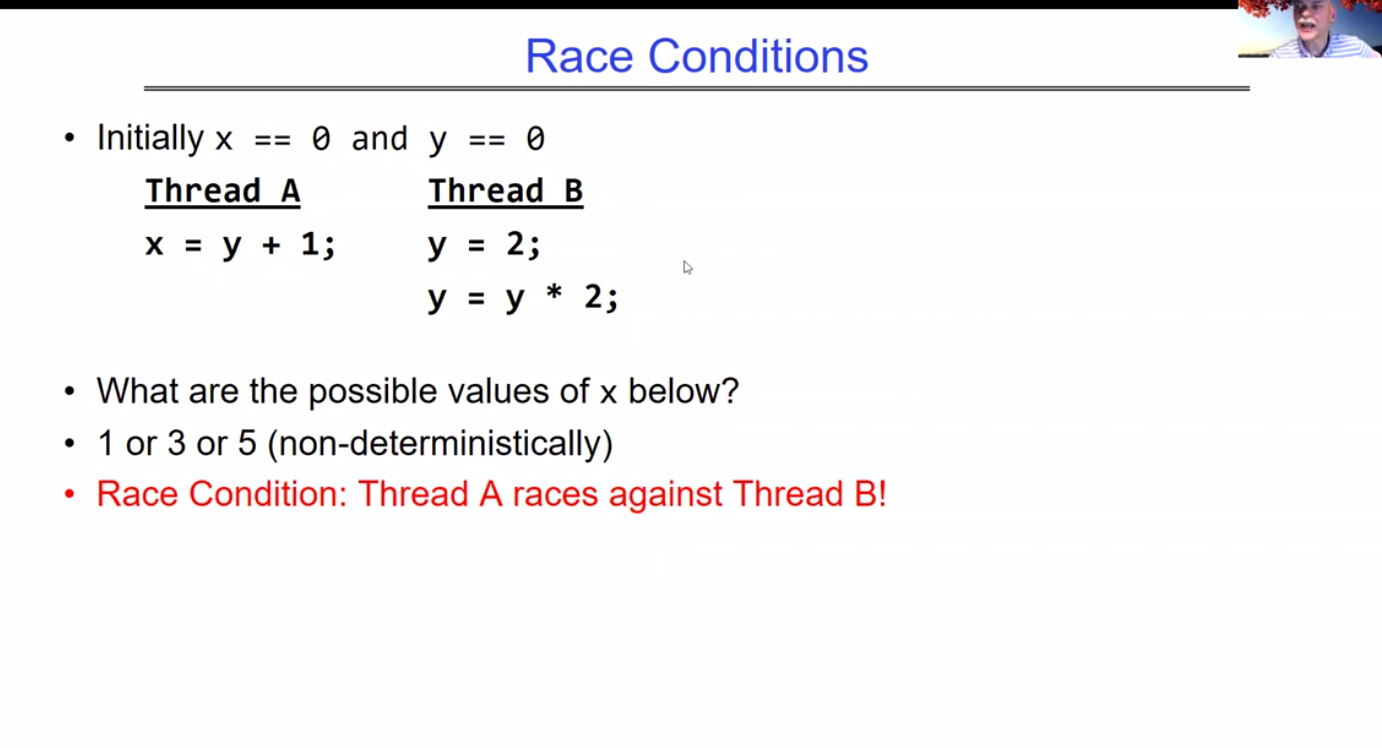 Race Conditions
• Initially x == 0 and y == 0
Thread A Thread B
x = y + 1; y = 2;
y = y * 2;
• What are the possible values of x below?
• 1 or 3 or 5 (non-deterministically)
• Race Condition: Thread A races against Thread B!